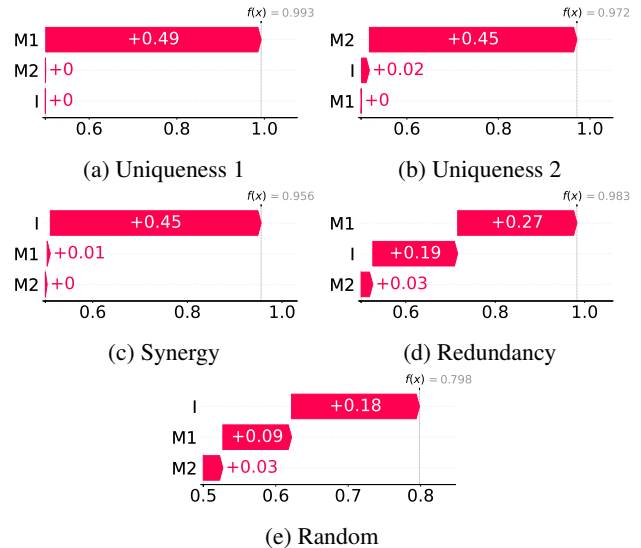 f(x) = 0.993
M1 +0.49
M2 +0
I +0
0.6 0.8 1.0
(a) Uniqueness 1
f(x) = 0.972
M2 +0.45
I +0.02
M1 +0
0.6 0.8 1.0
(b) Uniqueness 2
f(x) = 0.956
I +0.45
M1 +0.01
M2 +0
0.6 0.8 1.0
(c) Synergy
f(x) = 0.983
M1 +0.27
I +0.19
M2 +0.03
0.6 0.8 1.0
(d) Redundancy
f(x) = 0.798
I +0.18
M1 +0.09
M2 +0.03
0.5 0.6 0.7 0.8
(e) Random